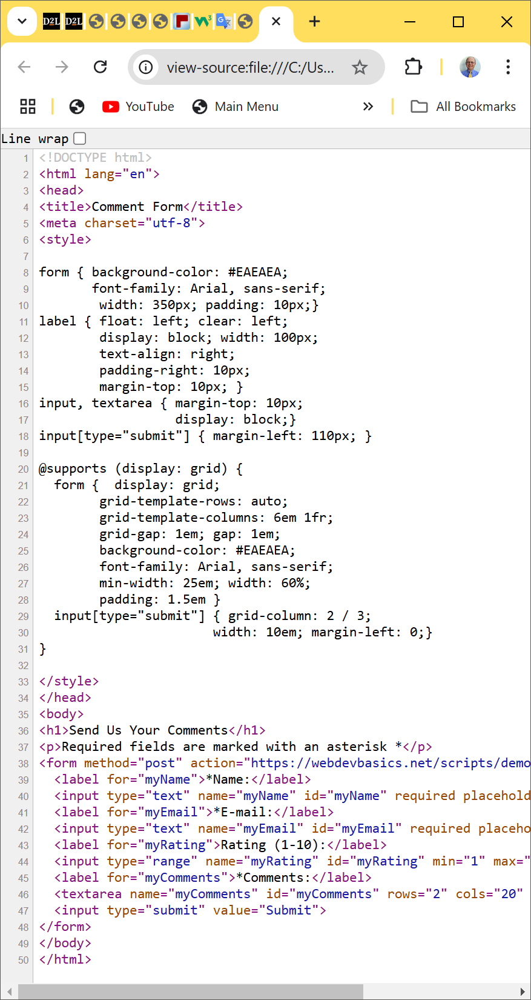 D2L D2L
view-source:file:///C:/Us...
YouTube Main Menu » All Bookmarks
Line wrap
1 <!DOCTYPE html>
2 <html lang="en">
3 <head>
4 <title>Comment Form</title>
5 <meta charset="utf-8">
6 <style>
7
8 form { background-color: #EAEAEA;
9 font-family: Arial, sans-serif;
10 width: 350px; padding: 10px;}
11 label { float: left; clear: left;
12 display: block; width: 100px;
13 text-align: right;
14 padding-right: 10px;
15 margin-top: 10px; }
16 input, textarea { margin-top: 10px;
17 display: block;}
18 input[type="submit"] { margin-left: 110px; }
19
20 @supports (display: grid) {
21 form { display: grid;
22 grid-template-rows: auto;
23 grid-template-columns: 6em 1fr;
24 grid-gap: 1em; gap: 1em;
25 background-color: #EAEAEA;
26 font-family: Arial, sans-serif;
27 min-width: 25em; width: 60%;
28 padding: 1.5em }
29 input[type="submit"] { grid-column: 2 / 3;
30 width: 10em; margin-left: 0;}
31 }
32
33 </style>
34 </head>
35 <body>
36 <h1>Send Us Your Comments</h1>
37 <p>Required fields are marked with an asterisk *</p>
38 <form method="post" action="https://webdevbasics.net/scripts/demo
39 <label for="myName">*Name:</label>
40 <input type="text" name="myName" id="myName" required placehold
41 <label for="myEmail">*E-mail:</label>
42 <input type="text" name="myEmail" id="myEmail" required placeho
43 <label for="myRating">Rating (1-10):</label>
44 <input type="range" name="myRating" id="myRating" min="1" max="
45 <label for="myComments">*Comments:</label>
46 <textarea name="myComments" id="myComments" rows="2" cols="20"
47 <input type="submit" value="Submit">
48 </form>
49 </body>
50 </html>